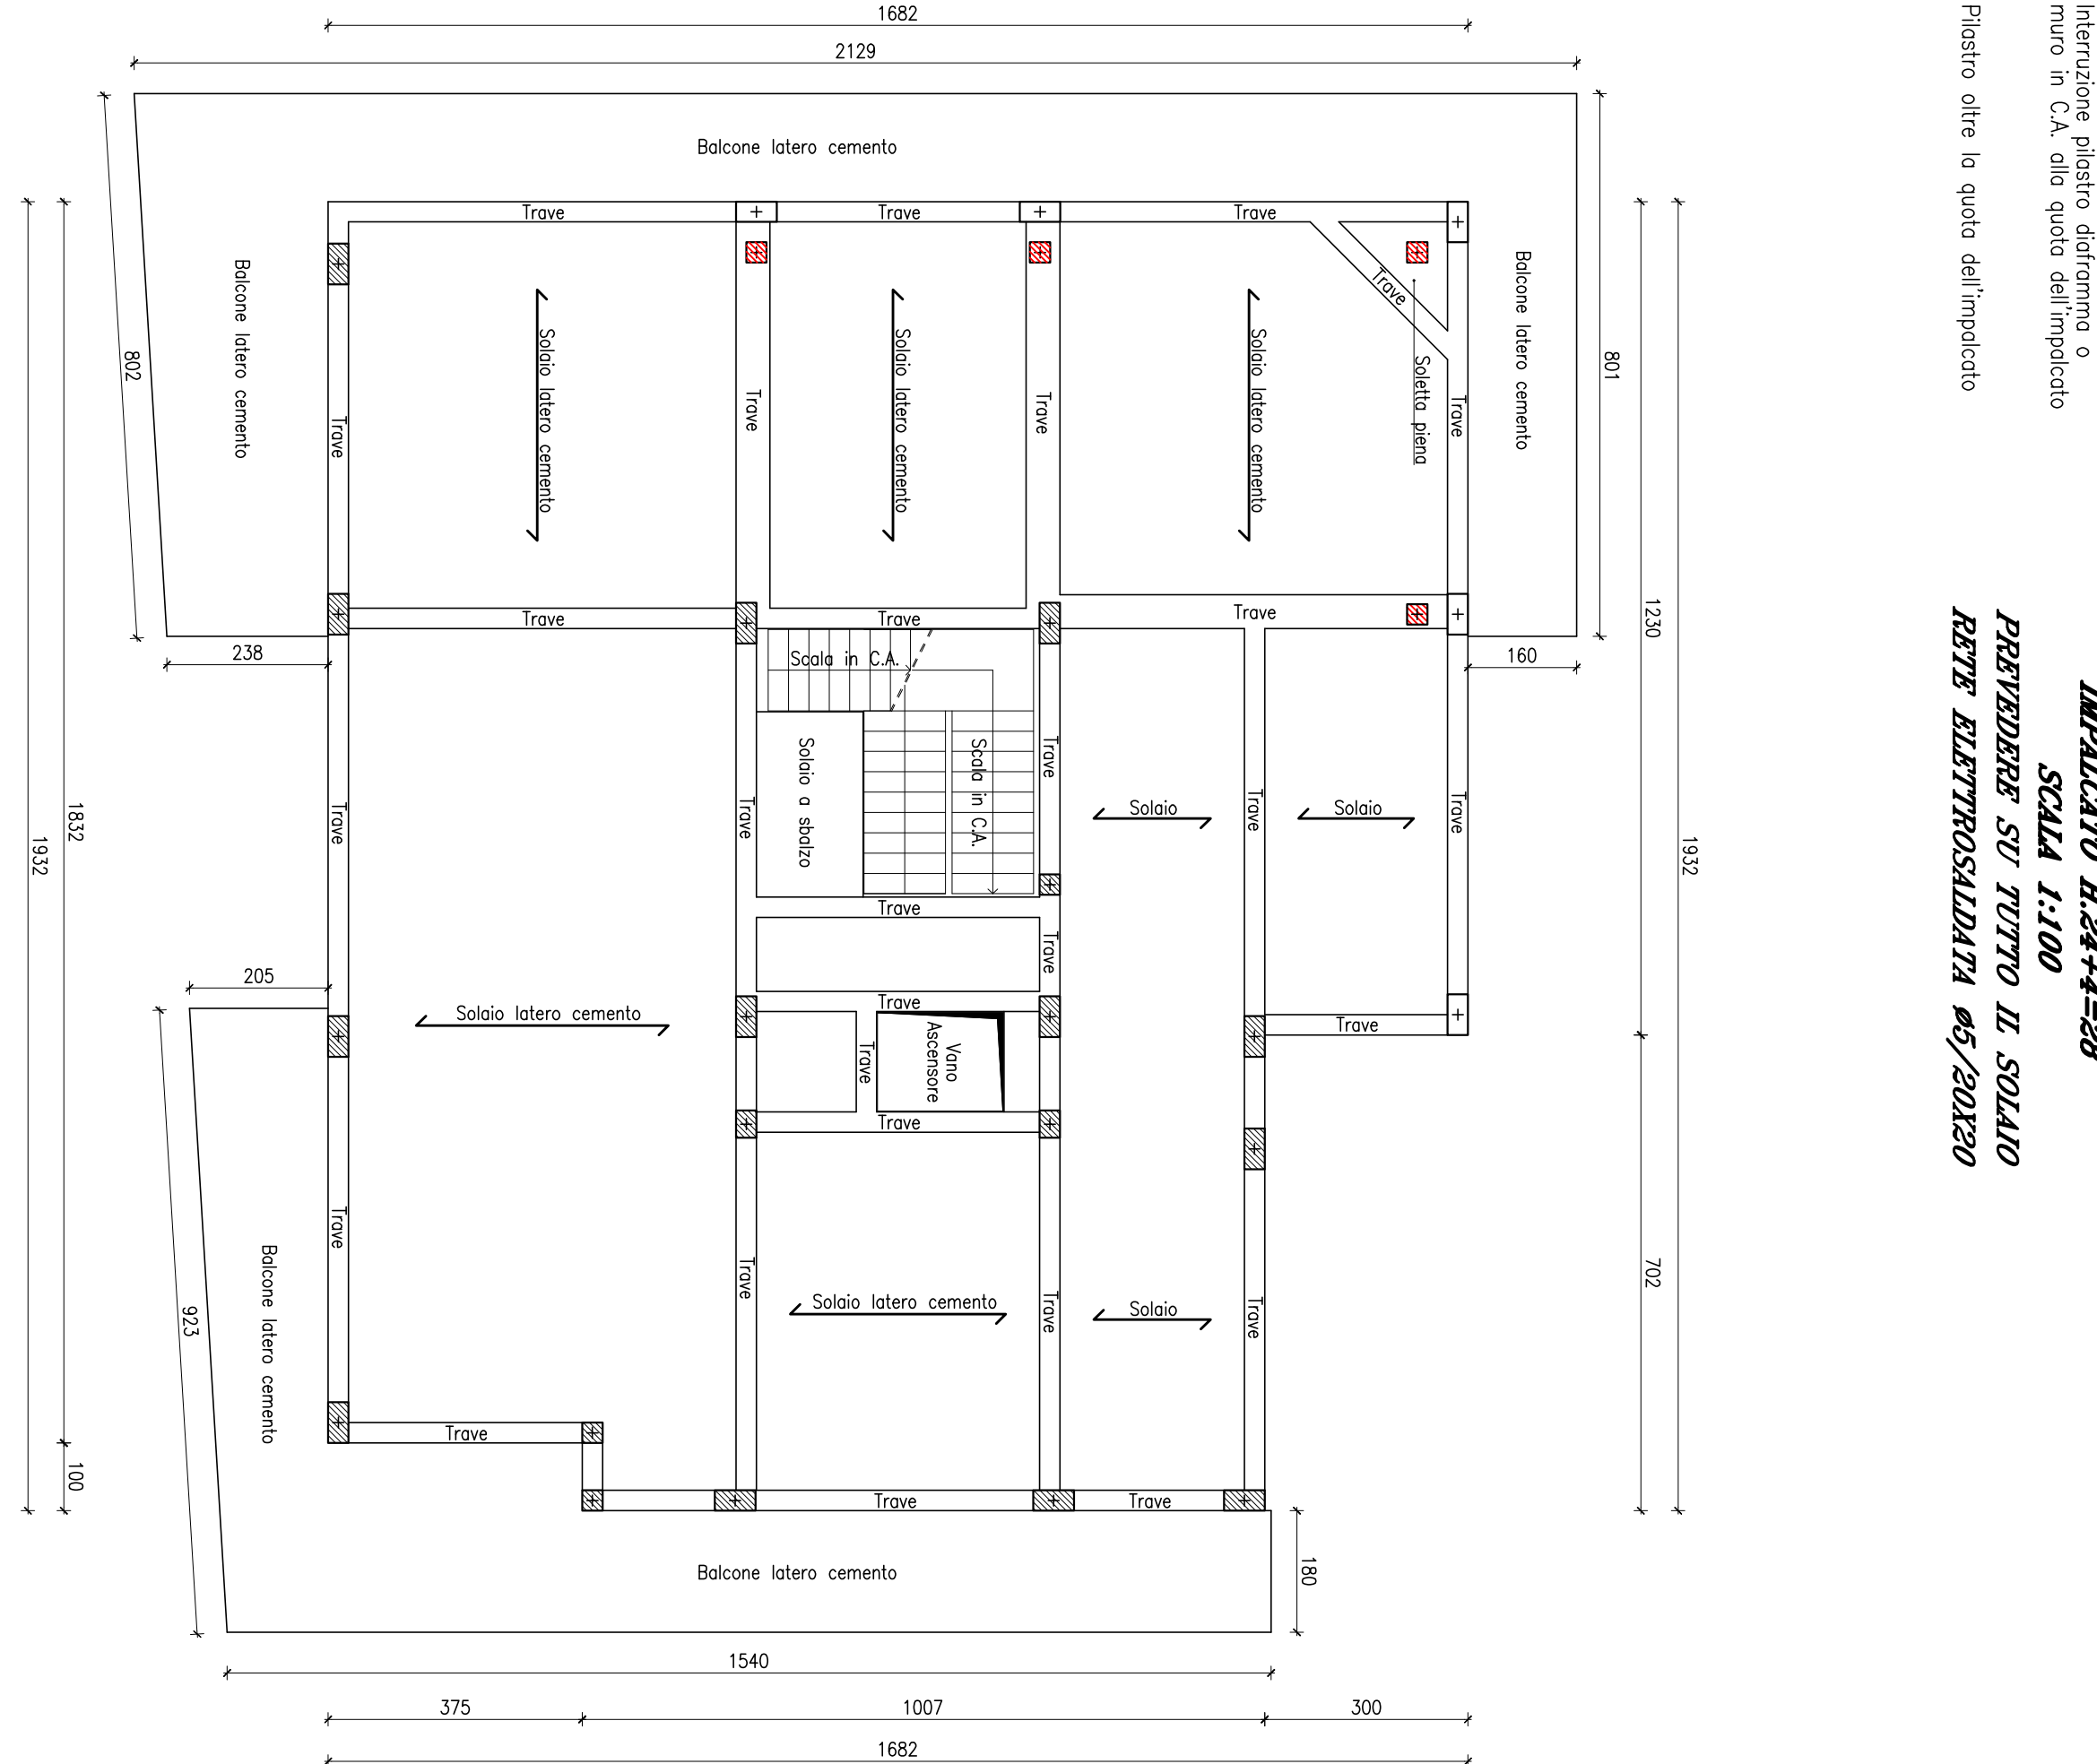 1682
2129
Interruzione pilastro diaframma o
muro in C.A. alla quota dell'impalcato
Pilastro oltre la quota dell'impalcato
IMPALCATO H.24+4=28
SCALA 1:100
PREVEDERE SU TUTTO IL SOLAIO
RETE ELETTROSALDATA ø5/20X20
Balcone latero cemento
Trave
Trave
Trave
Balcone latero cemento
Balcone latero cemento
Trave
Soletta piena
Solaio latero cemento
Solaio latero cemento
Solaio latero cemento
801
802
Trave
Trave
Trave
Trave
Trave
Trave
Trave
1230
238
160
Scala in C.A.
Solaio a sbalzo
Scala in C.A.
Trave
Trave
Trave
Trave
Trave
Solaio
Solaio
1832
1932
1932
Trave
Trave
205
Trave
Solaio latero cemento
Trave
Trave
Vano
Ascensore
Trave
Trave
Trave
Trave
Trave
Trave
702
Solaio latero cemento
Solaio
923
Balcone latero cemento
Trave
100
Trave
Trave
Balcone latero cemento
180
1540
375
1007
300
1682